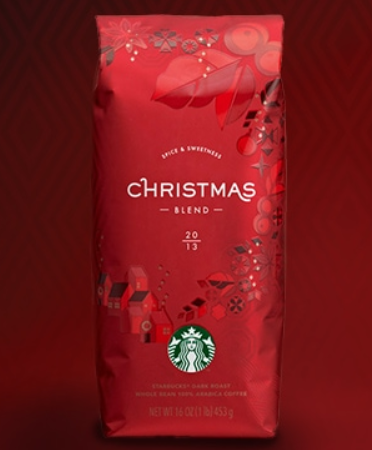 SPICE & SWEETNESS
CHRISTMAS
BLEND
20
13
STARBUCKS® DARK ROAST
WHOLE BEAN 100% ARABICA COFFEE
NET WT 16 OZ (1 lb) 453 g